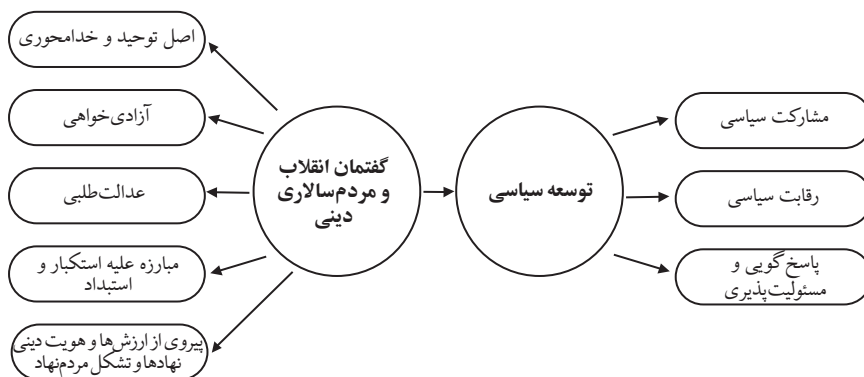 اصل توحید و خدامحوری
آزادی‌خواهی
عدالت‌طلبی
مبارزه علیه استکبار و
استبداد
پیروی از ارزش‌ها و هویت دینی
نهادها و تشکل مردم‌نهاد
گفتمان انقلاب
و مردم‌سالاری
دینی
توسعه سیاسی
مشارکت سیاسی
رقابت سیاسی
پاسخ‌گویی و
مسئولیت‌پذیری